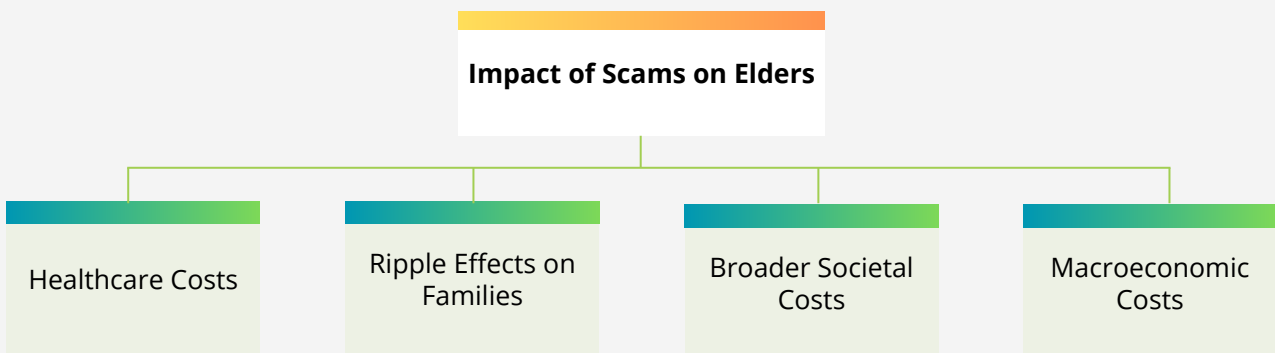 Impact of Scams on Elders
Healthcare Costs
Ripple Effects on
Families
Broader Societal
Costs
Macroeconomic
Costs